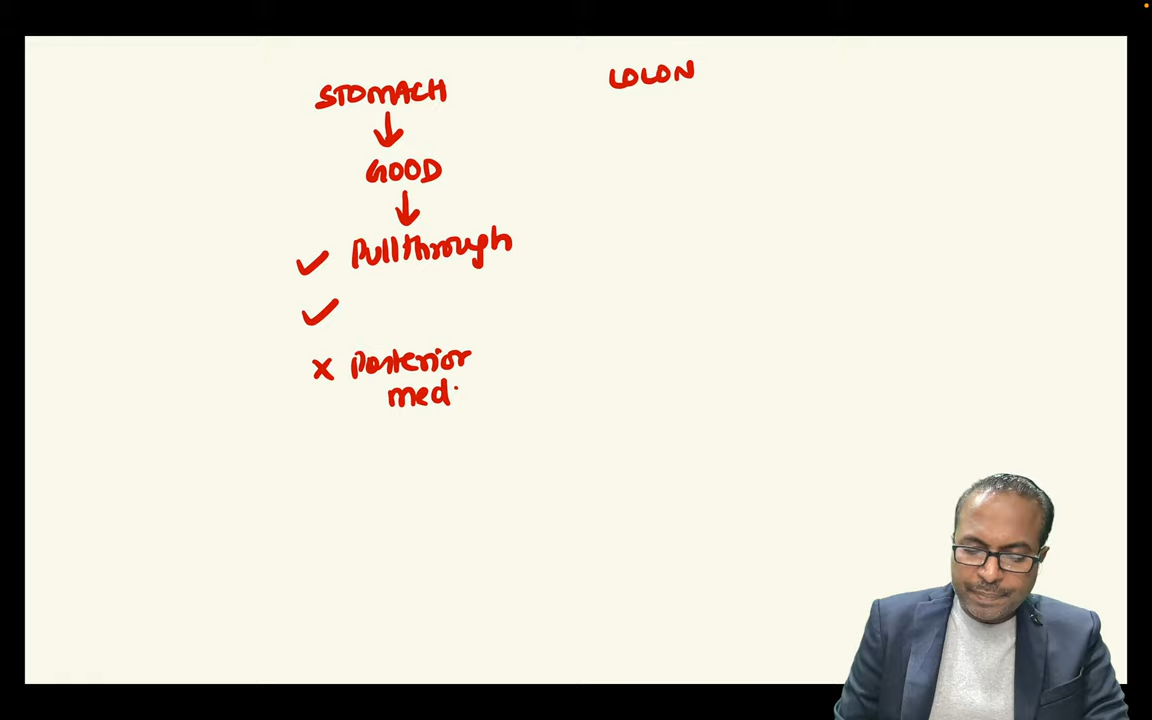 STOMACH
COLON
↓
GOOD
↓
✓ Pullthrough
✓
x Posterior
med.